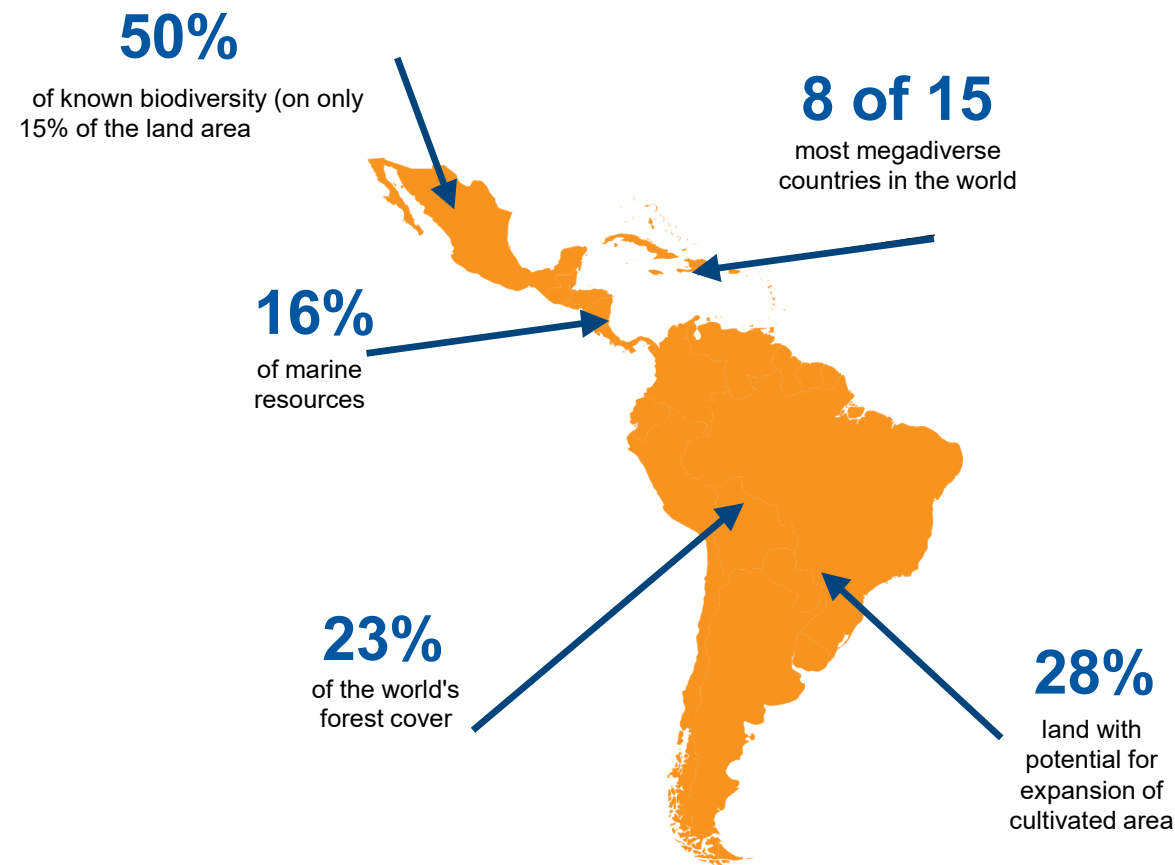 50%
of known biodiversity (on only
15% of the land area
8 of 15
most megadiverse
countries in the world
16%
of marine
resources
23%
of the world's
forest cover
28%
land with
potential for
expansion of
cultivated area